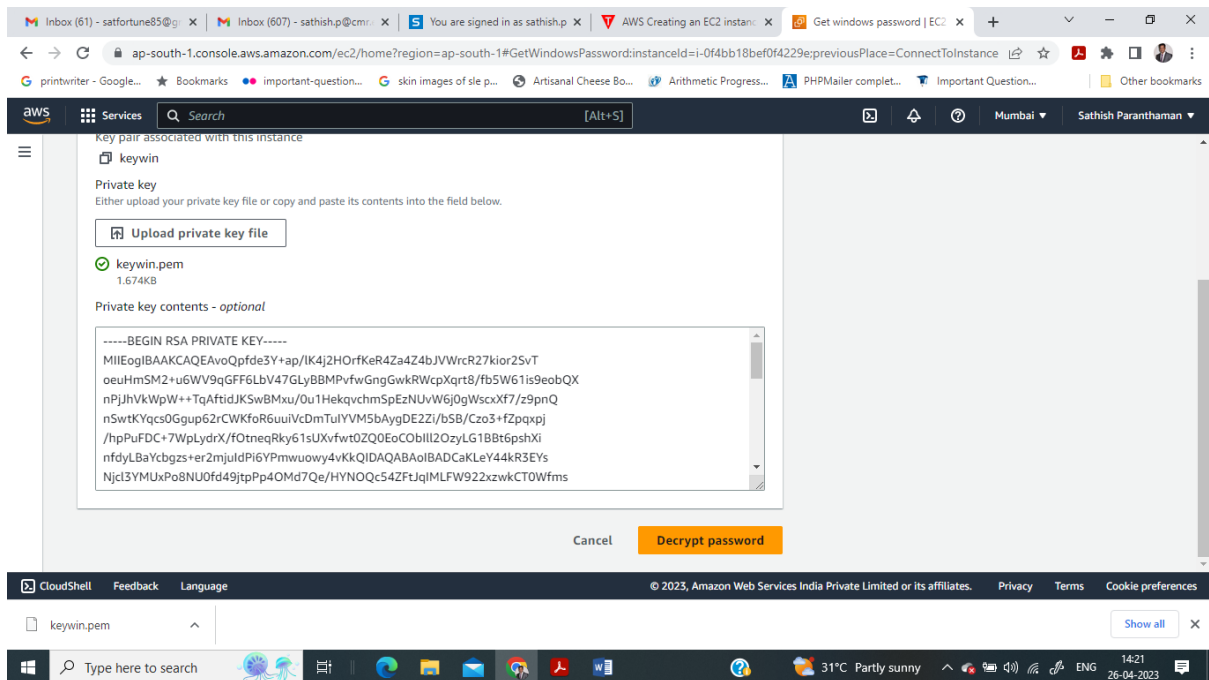 Inbox (61) - satfortune85@g
Inbox (607) - sathish.p@cmr.
You are signed in as sathish.p
AWS Creating an EC2 instanc
Get windows password | EC2
ap-south-1.console.aws.amazon.com/ec2/home?region=ap-south-1#GetWindowsPassword:instanceId=i-0f4bb18bef0f4229e;previousPlace=ConnectToInstance
printwriter - Google... Bookmarks important-question... skin images of sle p... Artisanal Cheese Bo... Arithmetic Progress... PHPMailer complet... Important Question... Other bookmarks
aws Services Search [Alt+S] Mumbai Sathish Paranthaman
Key pair associated with this instance
keywin
Private key
Either upload your private key file or copy and paste its contents into the field below.
Upload private key file
keywin.pem
1.674KB
Private key contents - optional
-----BEGIN RSA PRIVATE KEY-----
MIIEogIBAAKCAQEAvoQpfde3Y+ap/lK4j2HOrfKeR4Za4Z4bJVWrcR27kior2SvT
oeuHmSM2+u6WV9qGFF6LbV47GLyBBMPvfwGngGwkRWcpXqrt8/fb5W61is9eobQX
nPjJhVkWpW++TqAftidJKSwBMxu/0u1HekqvchmSpEzNUvW6j0gWscxXf7/z9pnQ
nSwtKYqcs0Ggup62rCWKfoR6uuiVcDmTuIYVM5bAygDE2Zi/bSB/Czo3+fZpqxpj
/hpPuFDC+7WpLydrX/fOtneqRky61sUXvfwt0ZQ0EoCObIll2OzyLG1BBt6pshXi
nfdyLBaYcbgzs+er2mjuIdPi6YPmwuowy4vKkQIDAQABAoIBADCaKLeY44kR3EYs
Njcl3YMUxPo8NU0fd49jtpPp4OMd7Qe/HYNOQc54ZFtJqIMLFW922xzwkCT0Wfms
Cancel
Decrypt password
CloudShell Feedback Language © 2023, Amazon Web Services India Private Limited or its affiliates. Privacy Terms Cookie preferences
keywin.pem
Show all
Type here to search
31°C Partly sunny
ENG
14:21
26-04-2023